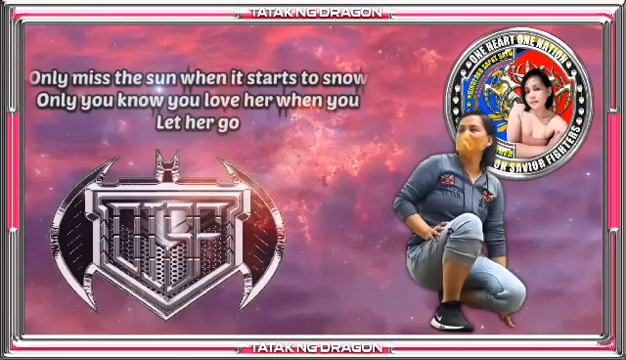 TATAK NG DRAGON
Only miss the sun when it starts to snow
Only you know you love her when you
Let her go
ONE HEART ONE NATION
ON SAVIOR FIGHTERS
TATAK NG DRAGON